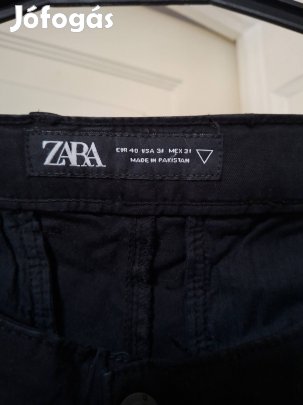 Jófogás
ZARA
EUR 40 USA 31 MEX 31
MADE IN PAKISTAN